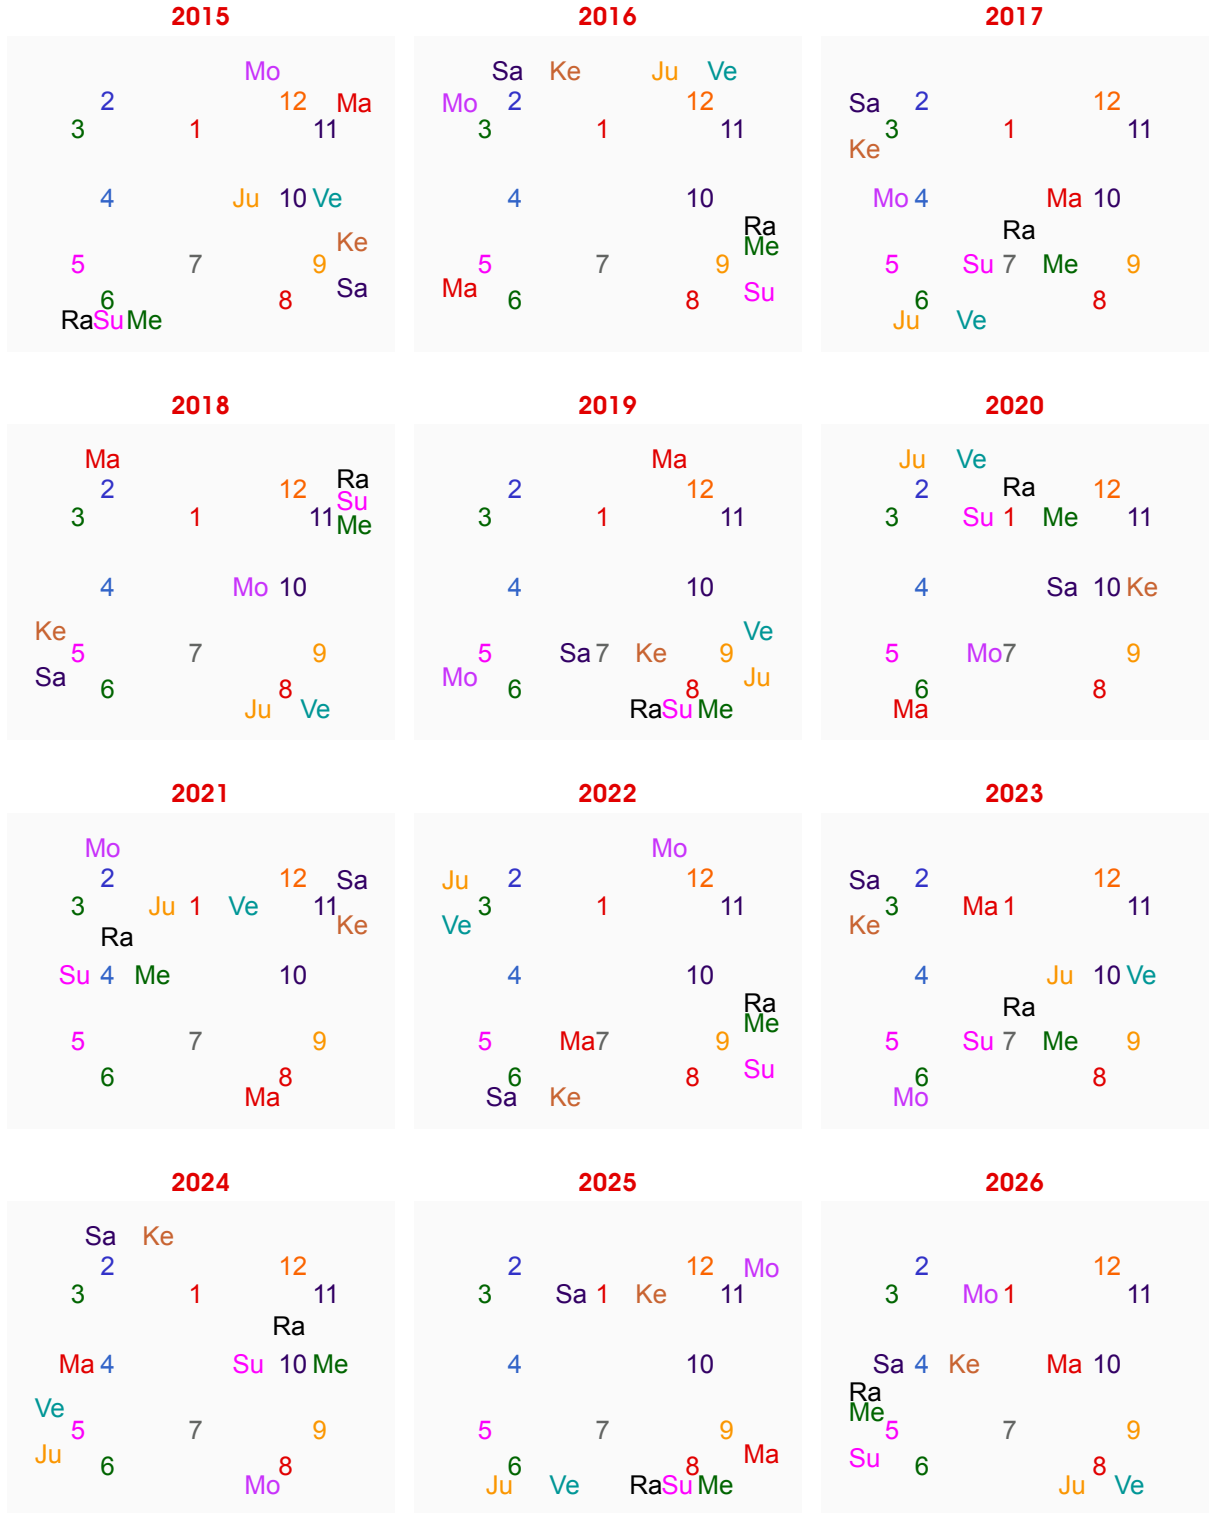 2015 2016 2017
Mo Sa Ke Ju Ve
2 12 Ma Mo 2 12 Sa 2 12
3 1 11 3 1 11 3 1 11
Ke
4 Ju 10 Ve 4 10 Mo 4 Ma 10
Ke Ra Ra
Me
5 7 9 5 7 9 5 Su 7 Me 9
Sa Ma Su
6 8 6 8 6 8
Ra Su Me Ju Ve
2018 2019 2020
Ma Ma Ju Ve
2 12 Ra 2 12 2 Ra 12
Su
3 1 11 Me 3 1 11 3 Su 1 Me 11
4 Mo 10 4 10 4 Sa 10 Ke
Ke Ve
5 7 9 5 Sa 7 Ke 9 5 Mo 7 9
Sa Mo Ju
6 8 6 8 6 8
Ju Ve Ra Su Me Ma
2021 2022 2023
Mo Mo
2 12 Sa Ju 2 12 Sa 2 12
3 Ju 1 Ve 11 3 1 11 3 Ma 1 11
Ke Ve Ke
Ra
Su 4 Me 10 4 10 4 Ju 10 Ve
Ra Ra
Me
5 7 9 5 Ma 7 9 5 Su 7 Me 9
Su
6 8 6 8 6 8
Ma Sa Ke Mo
2024 2025 2026
Sa Ke
2 12 2 12 Mo 2 12
3 1 11 3 Sa 1 Ke 11 3 Mo 1 11
Ra
Ma 4 Su 10 Me 4 10 Sa 4 Ke Ma 10
Ve Ra
Me
5 7 9 5 7 9 5 7 9
Ju Ma Su
6 8 6 8 6 8
Mo Ju Ve Ra Su Me Ju Ve